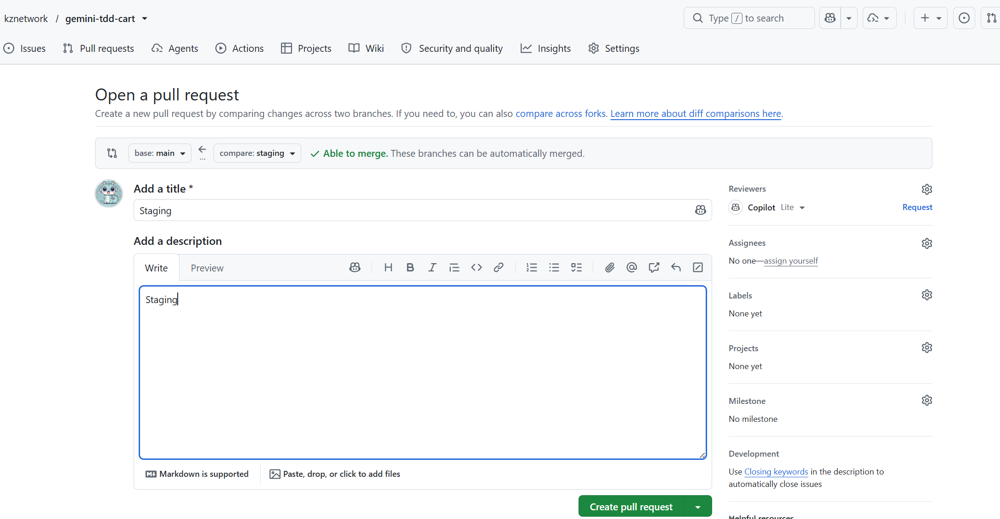 kznetwork / gemini-tdd-cart
Type / to search
Issues
Pull requests
Agents
Actions
Projects
Wiki
Security and quality
Insights
Settings
Open a pull request
Create a new pull request by comparing changes across two branches. If you need to, you can also compare across forks. Learn more about diff comparisons here.
base: main
...
compare: staging
Able to merge. These branches can be automatically merged.
Add a title *
Staging
Add a description
Write
Preview
Staging
Markdown is supported
Paste, drop, or click to add files
Create pull request
Reviewers
Copilot Lite
Request
Assignees
No one—assign yourself
Labels
None yet
Projects
None yet
Milestone
No milestone
Development
Use Closing keywords in the description to
automatically close issues
Helpful resources